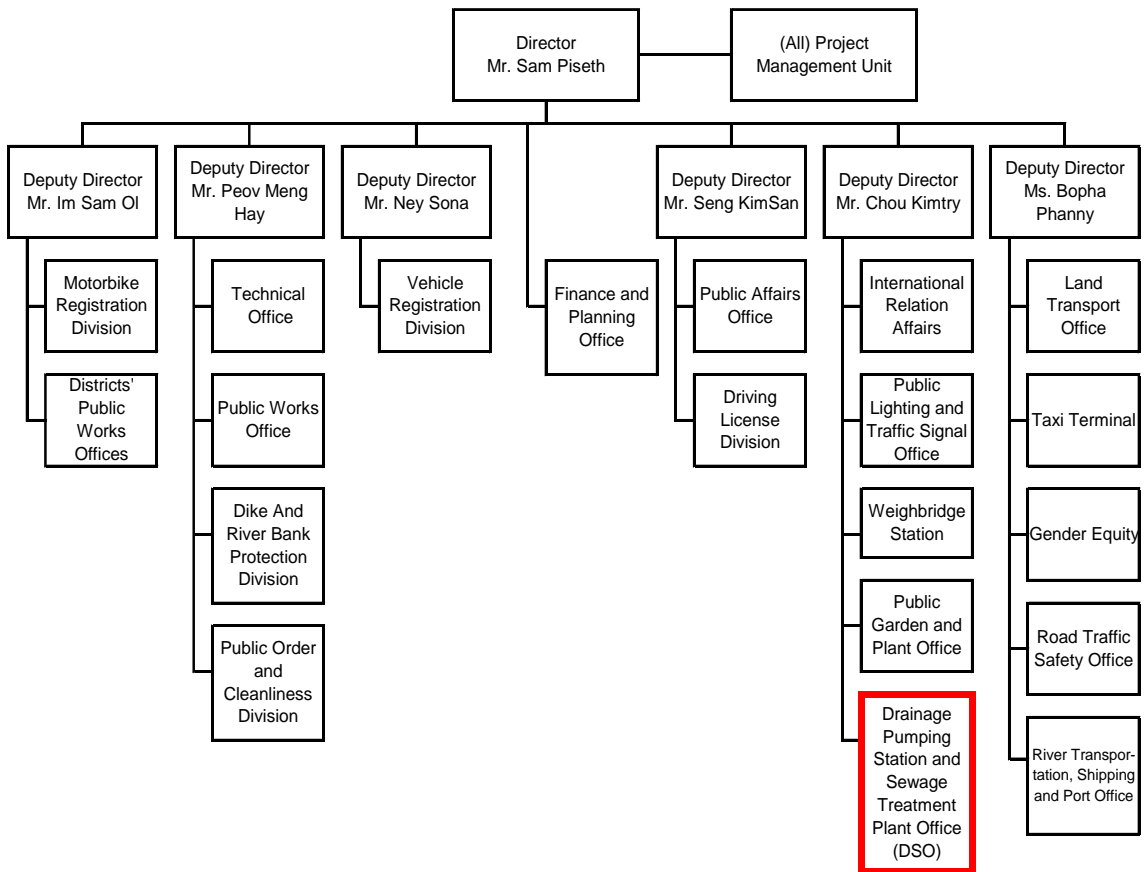 Director
Mr. Sam Piseth
(All) Project
Management Unit
Deputy Director
Mr. Im Sam Ol
Deputy Director
Mr. Peov Meng
Hay
Deputy Director
Mr. Ney Sona
Deputy Director
Mr. Seng KimSan
Deputy Director
Mr. Chou Kimtry
Deputy Director
Ms. Bopha
Phanny
Motorbike
Registration
Division
Districts'
Public
Works
Offices
Technical
Office
Public Works
Office
Dike And
River Bank
Protection
Division
Public Order
and
Cleanliness
Division
Vehicle
Registration
Division
Finance and
Planning
Office
Public Affairs
Office
Driving
License
Division
International
Relation
Affairs
Public
Lighting and
Traffic Signal
Office
Weighbridge
Station
Public
Garden and
Plant Office
Drainage
Pumping
Station and
Sewage
Treatment
Plant Office
(DSO)
Land
Transport
Office
Taxi Terminal
Gender Equity
Road Traffic
Safety Office
River Transpor-
tation, Shipping
and Port Office